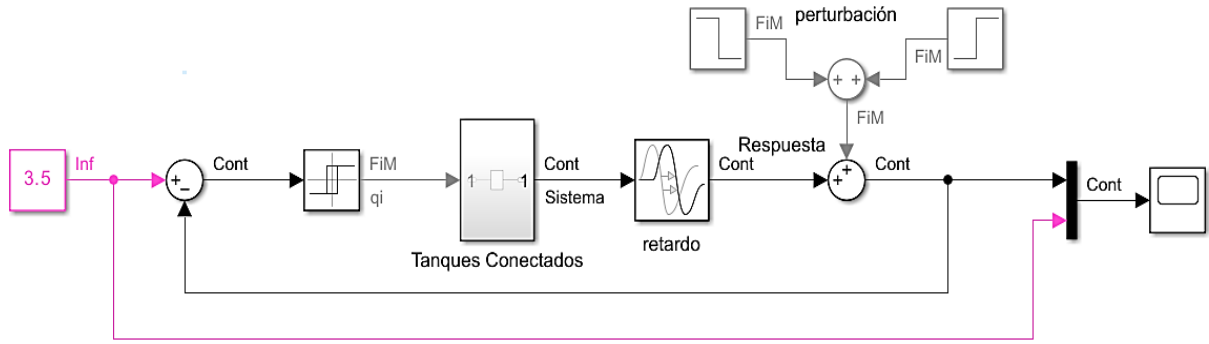 perturbación
FiM
FiM
FiM
3.5
Inf
Cont
FiM
qi
1
1
Cont
Sistema
Cont
Respuesta
Cont
Cont
Tanques Conectados
retardo